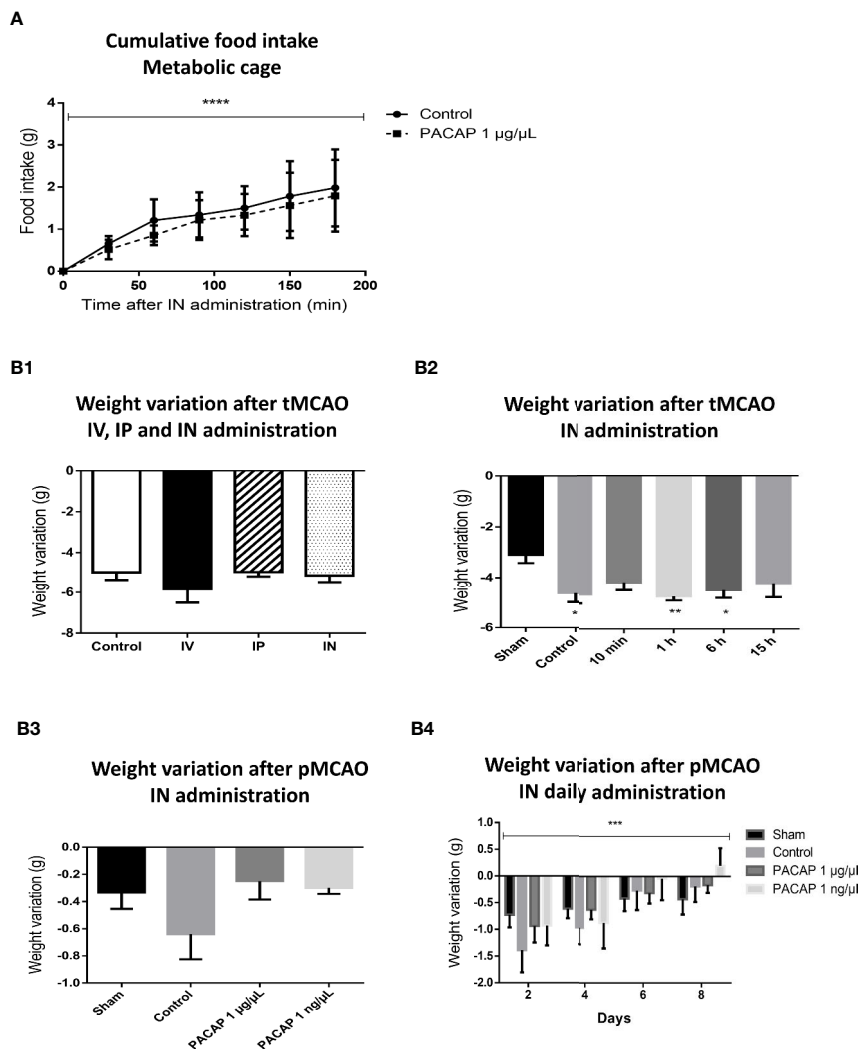 A
Cumulative food intake
Metabolic cage
****
4
3
2
1
0
0
50
100
150
200
Food intake (g)
Time after IN administration (min)
Control
PACAP 1 µg/µL
B1
Weight variation after tMCAO
IV, IP and IN administration
0
-2
-4
-6
-8
Weight variation (g)
Control
IV
IP
IN
B2
Weight variation after tMCAO
IN administration
0
-2
-4
-6
Weight variation (g)
*
**
*
Sham
Control
10 min
1 h
6 h
15 h
B3
Weight variation after pMCAO
IN administration
0.0
-0.2
-0.4
-0.6
-0.8
-1.0
Weight variation (g)
Sham
Control
PACAP 1 µg/µL
PACAP 1 ng/µL
B4
Weight variation after pMCAO
IN daily administration
***
1.0
0.5
0.0
-0.5
-1.0
-1.5
-2.0
Weight variation (g)
2
4
6
8
Days
Sham
Control
PACAP 1 µg/µl
PACAP 1 ng/µl